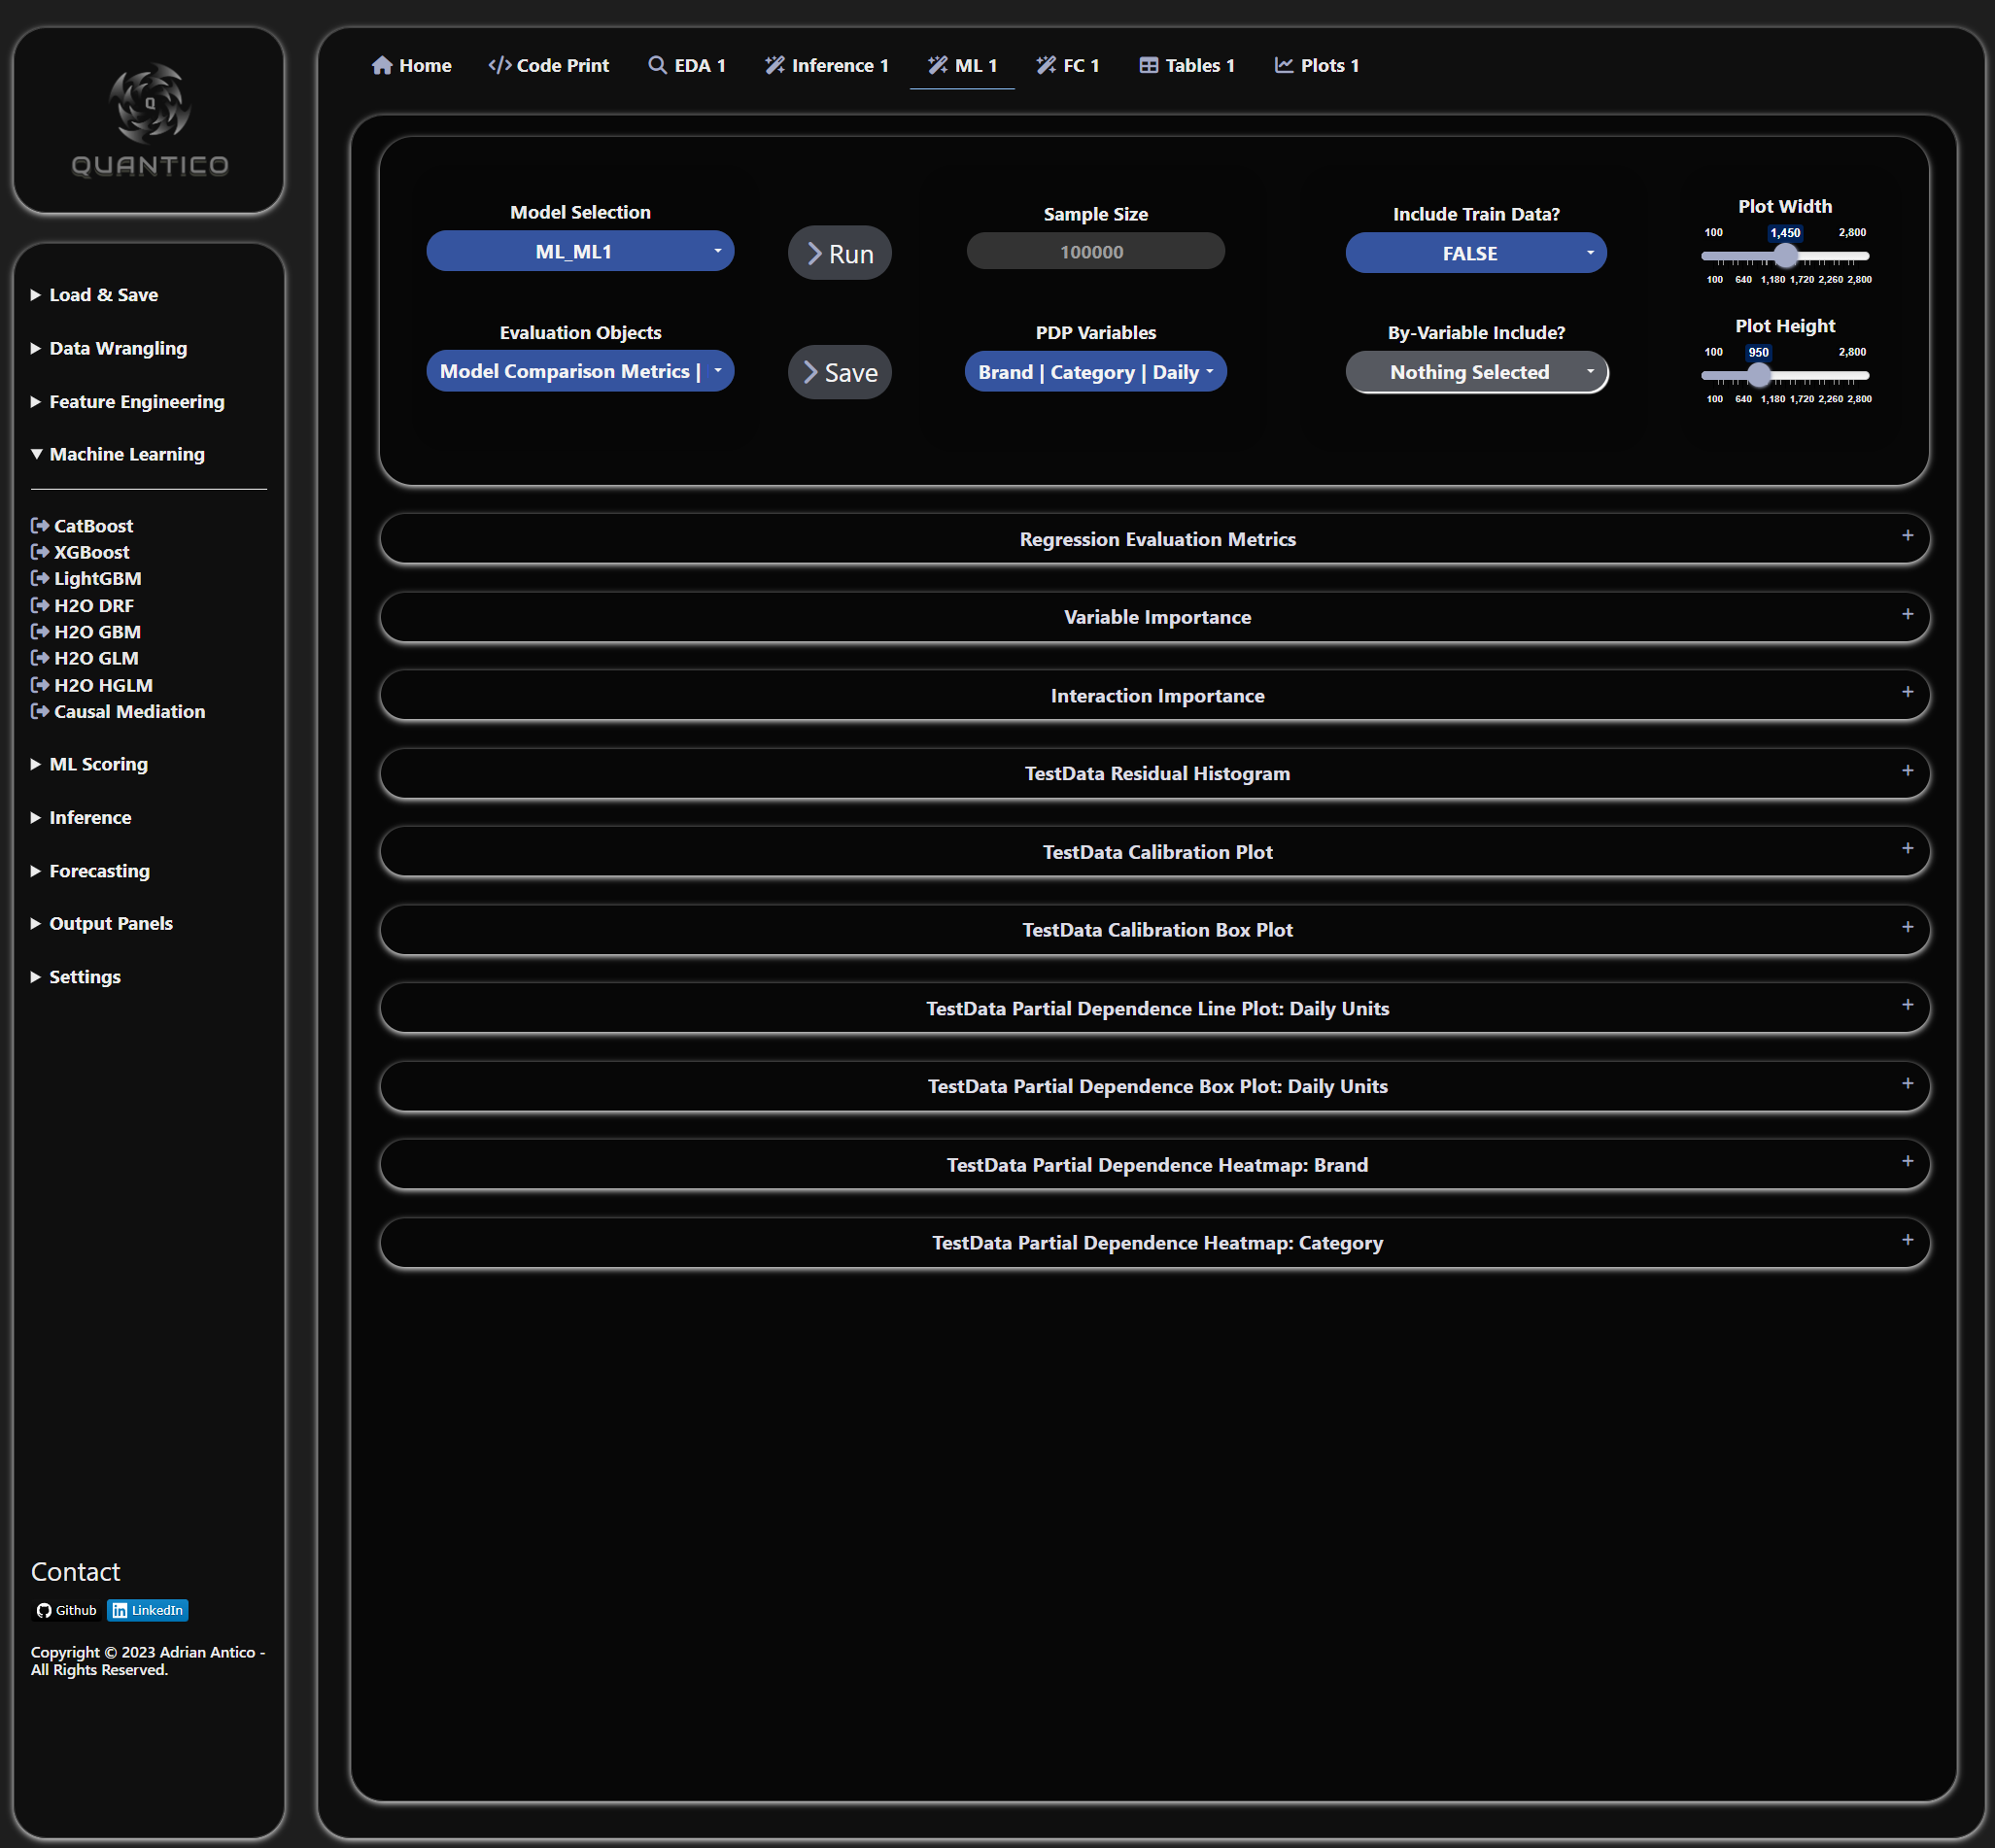 Q
QUANTICO
Load & Save
Data Wrangling
Feature Engineering
Machine Learning
CatBoost
XGBoost
LightGBM
H2O DRF
H2O GBM
H2O GLM
H2O HGLM
Causal Mediation
ML Scoring
Inference
Forecasting
Output Panels
Settings
Contact
Github LinkedIn
Copyright © 2023 Adrian Antico -
All Rights Reserved.
Home </> Code Print EDA 1 Inference 1 ML 1 FC 1 Tables 1 Plots 1
Model Selection
ML_ML1
Run
Sample Size
100000
Include Train Data?
FALSE
Plot Width
100 1,450 2,800
100 640 1,180 1,720 2,260 2,800
Evaluation Objects
Model Comparison Metrics |
Save
PDP Variables
Brand | Category | Daily
By-Variable Include?
Nothing Selected
Plot Height
100 950 2,800
100 640 1,180 1,720 2,260 2,800
Regression Evaluation Metrics +
Variable Importance +
Interaction Importance +
TestData Residual Histogram +
TestData Calibration Plot +
TestData Calibration Box Plot +
TestData Partial Dependence Line Plot: Daily Units +
TestData Partial Dependence Box Plot: Daily Units +
TestData Partial Dependence Heatmap: Brand +
TestData Partial Dependence Heatmap: Category +